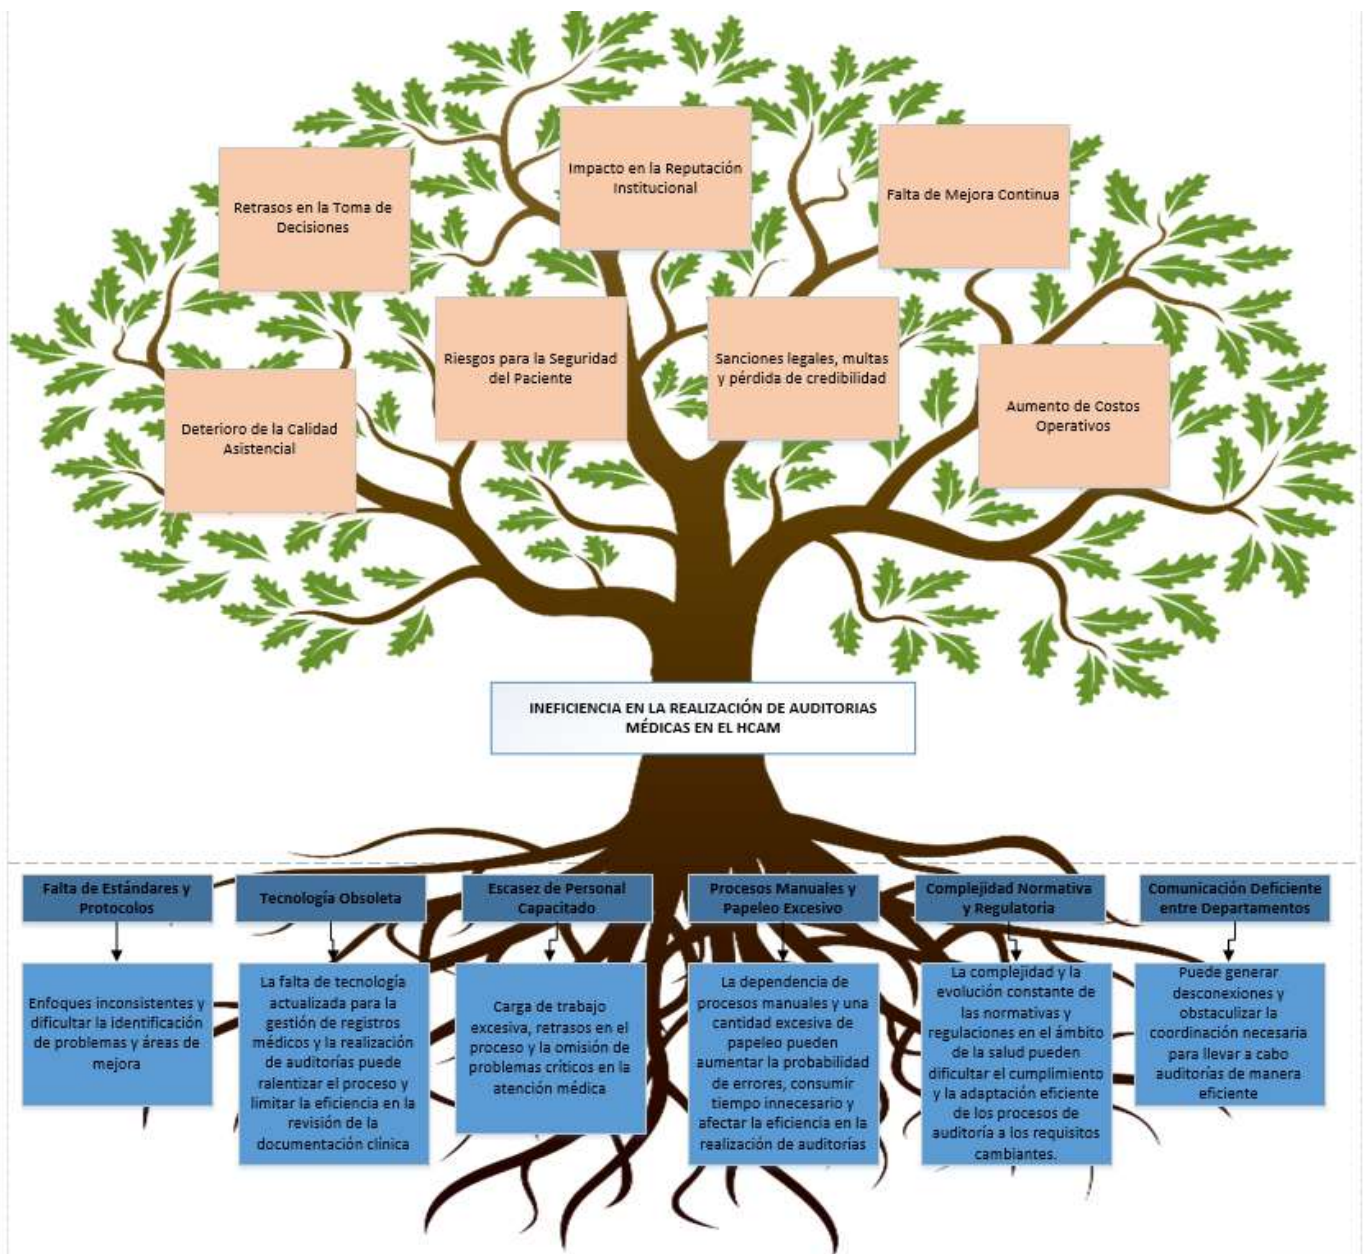 Impacto en la Reputación
Institucional
Falta de Mejora Continua
Retrasos en la Toma de
Decisiones
Riesgos para la Seguridad
del Paciente
Sanciones legales, multas
y pérdida de credibilidad
Aumento de Costos
Operativos
Deterioro de la Calidad
Asistencial
INEFICIENCIA EN LA REALIZACIÓN DE AUDITORIAS
MÉDICAS EN EL HCAM
Falta de Estándares y
Protocolos
Tecnología Obsoleta
Escasez de Personal
Capacitado
Procesos Manuales y
Papeleo Excesivo
Complejidad Normativa
y Regulatoria
Comunicación Deficiente
entre Departamentos
Enfoques inconsistentes y
dificultar la identificación
de problemas y áreas de
mejora
La falta de tecnología
actualizada para la
gestión de registros
médicos y la realización
de auditorías puede
ralentizar el proceso y
limitar la eficiencia en la
revisión de la
documentación clínica
Carga de trabajo
excesiva, retrasos en el
proceso y la omisión de
problemas críticos en la
atención médica
La dependencia de
procesos manuales y una
cantidad excesiva de
papeleo pueden
aumentar la probabilidad
de errores, consumir
tiempo innecesario y
afectar la eficiencia en la
realización de auditorías
La complejidad y la
evolución constante de
las normativas y
regulaciones en el ámbito
de la salud pueden
dificultar el cumplimiento
y la adaptación eficiente
de los procesos de
auditoría a los requisitos
cambiantes.
Puede generar
desconexiones y
obstaculizar la
coordinación necesaria
para llevar a cabo
auditorías de manera
eficiente